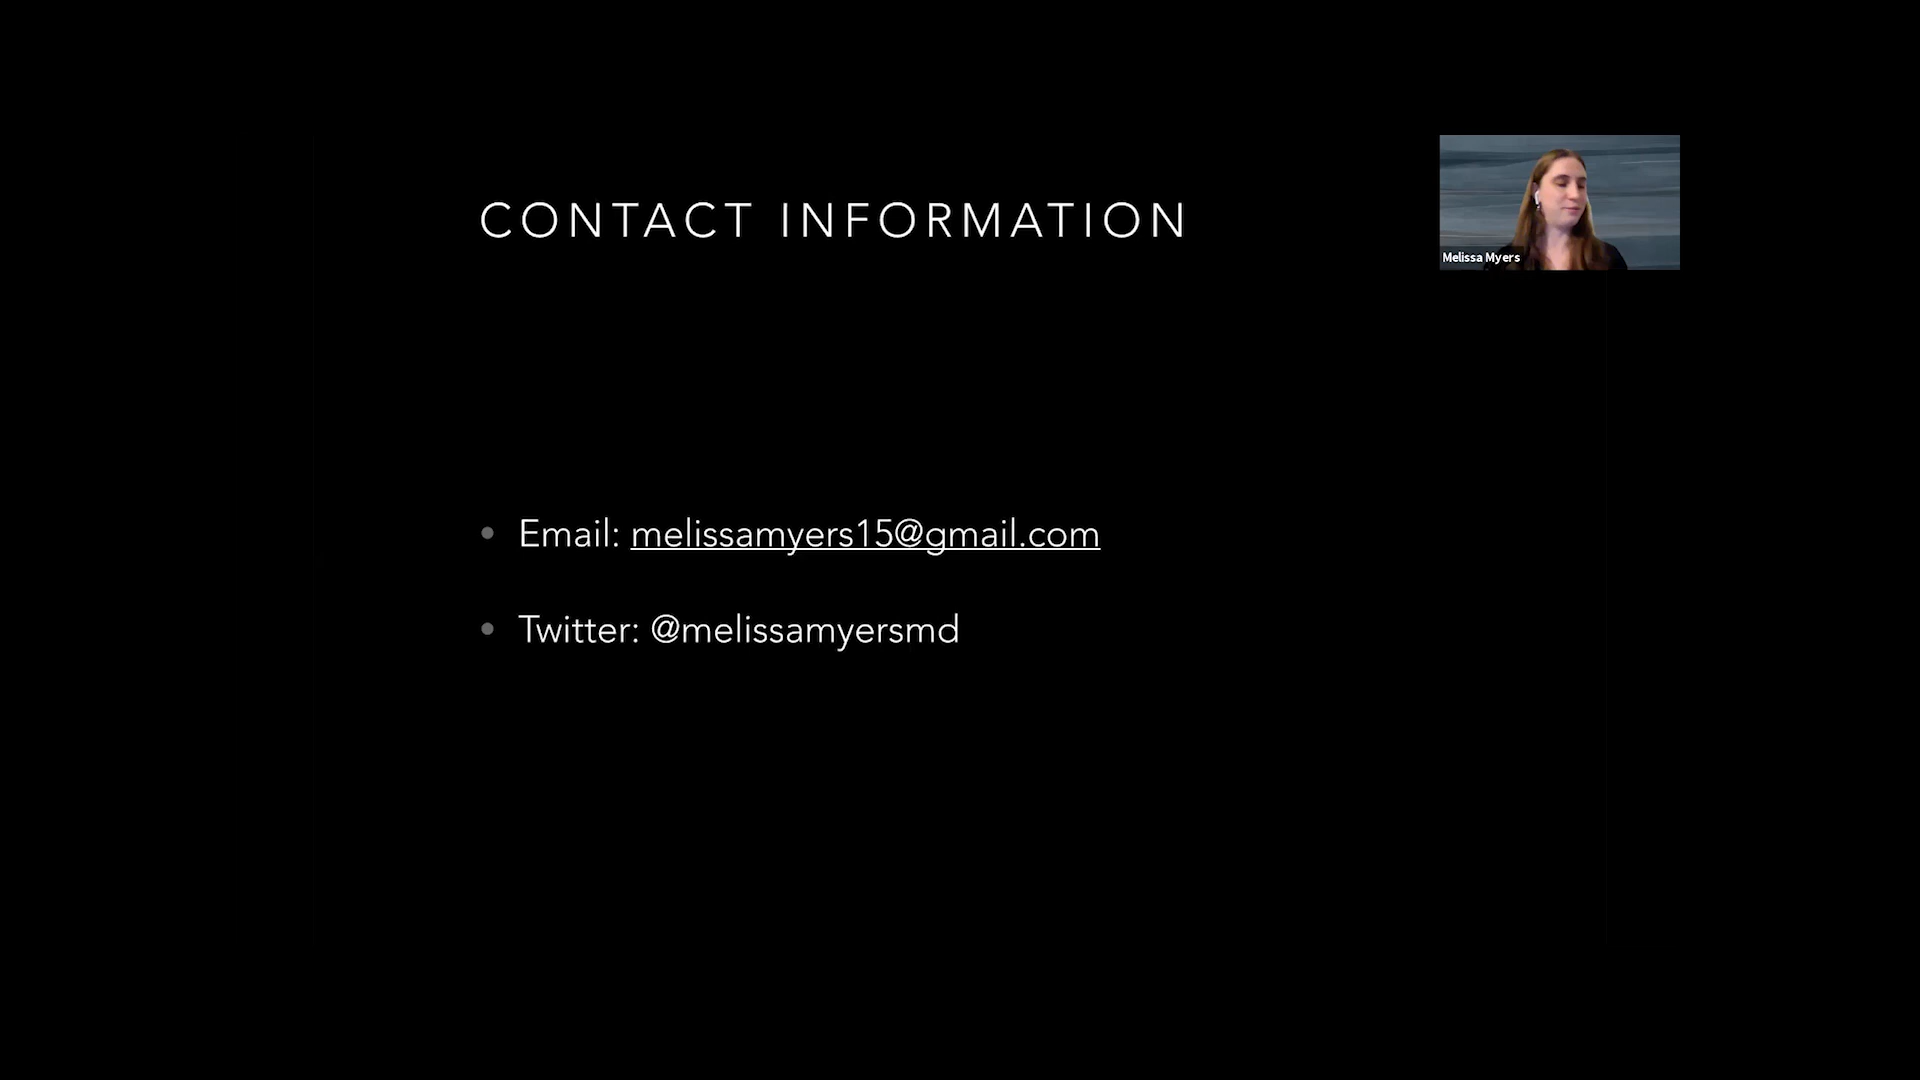 CONTACT INFORMATION
Melissa Myers
• Email: melissamyers15@gmail.com
• Twitter: @melissamyersmd